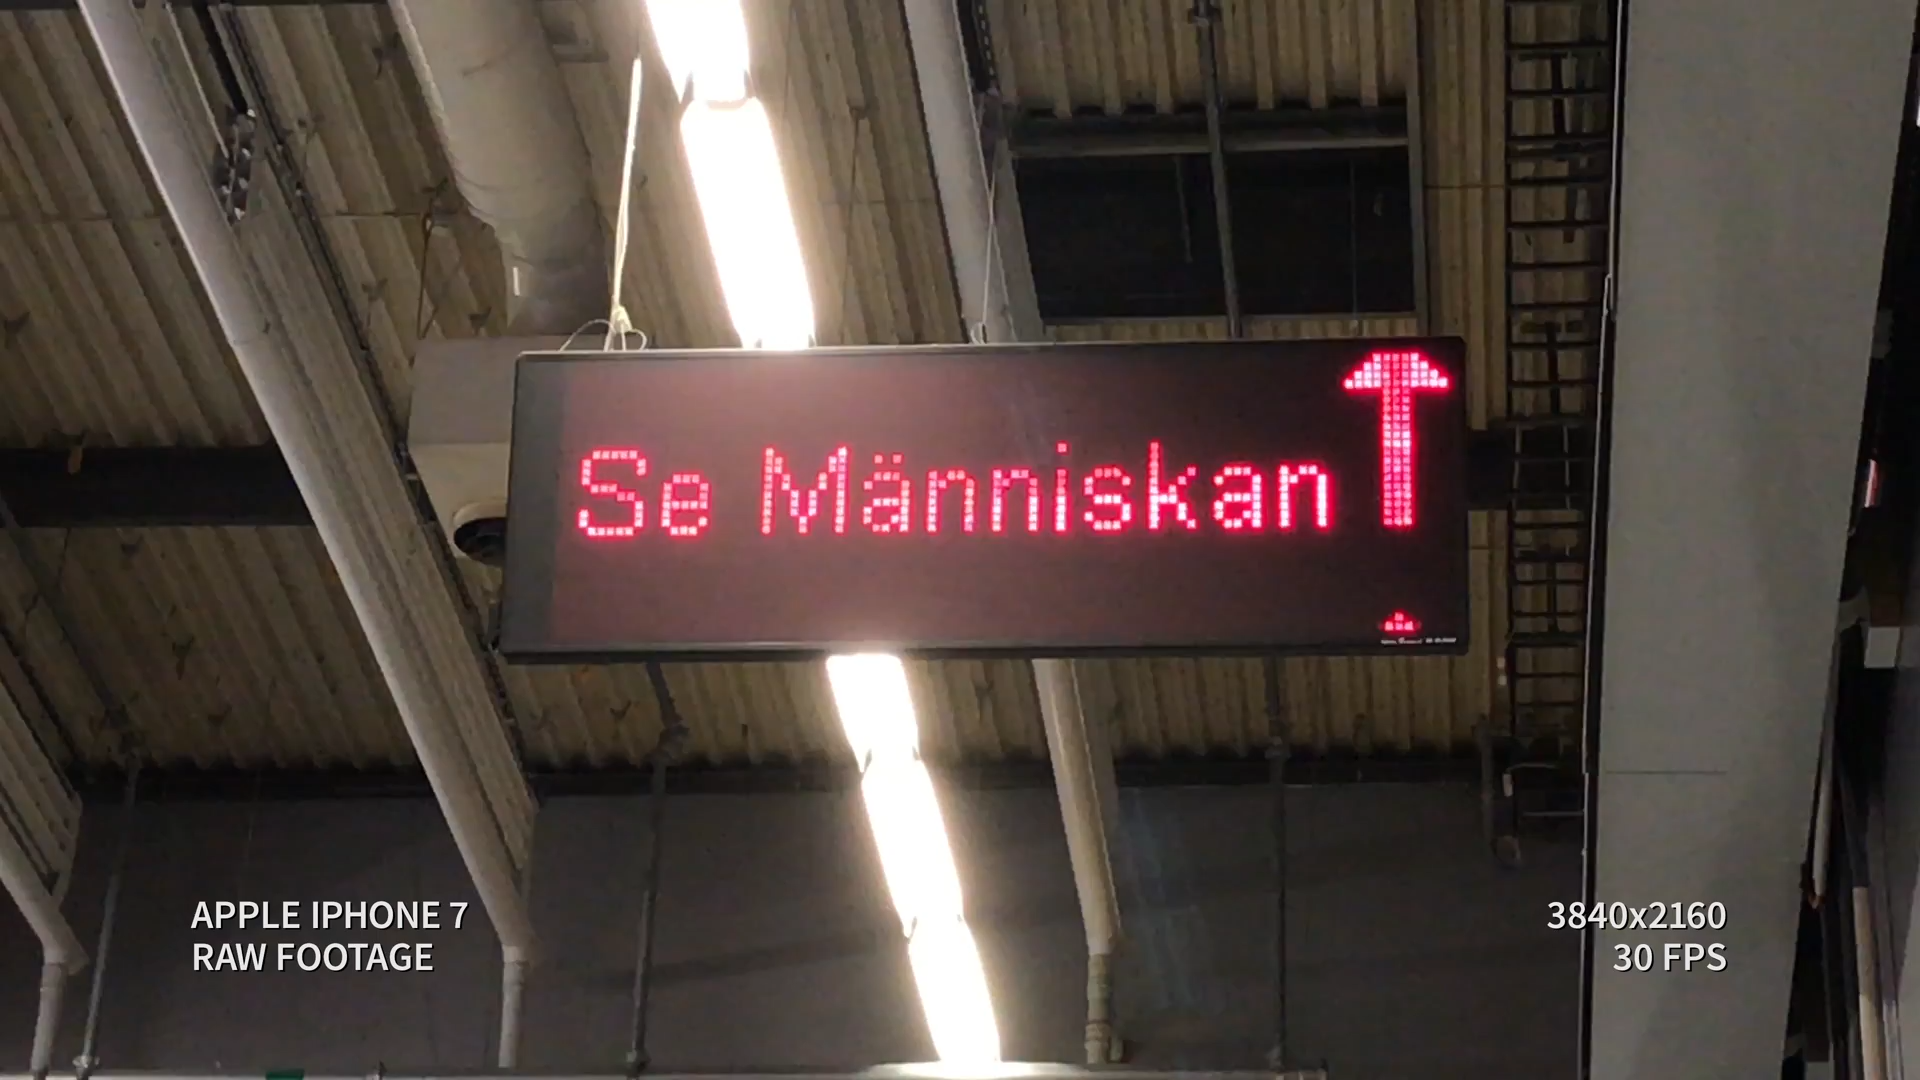 Se Människan
APPLE IPHONE 7
RAW FOOTAGE
3840x2160
30 FPS